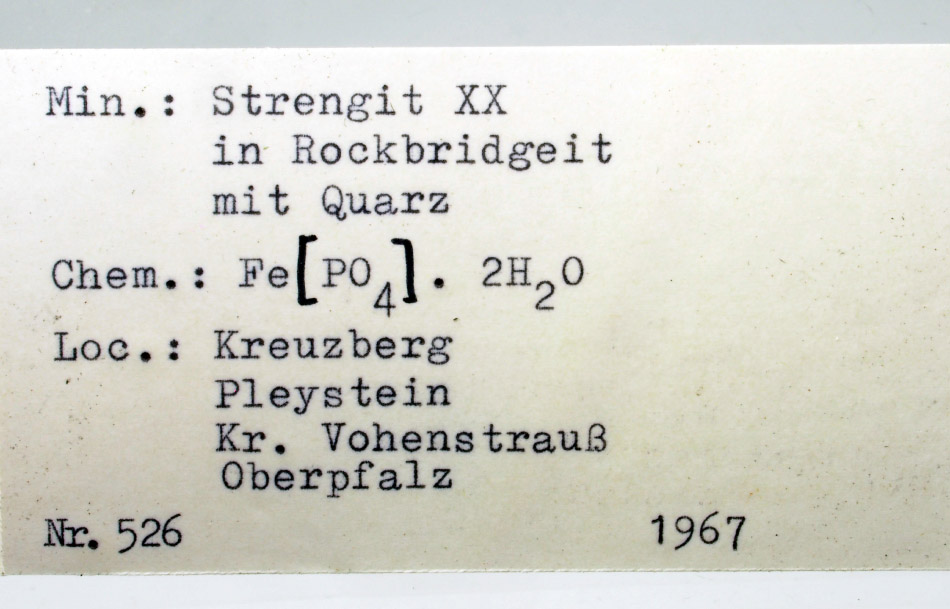 Min.: Strengit XX
in Rockbridgeit
mit Quarz
Chem.: Fe[PO₄]. 2H₂O
Loc.: Kreuzberg
Pleystein
Kr. Vohenstrauß
Oberpfalz
Nr. 526 1967